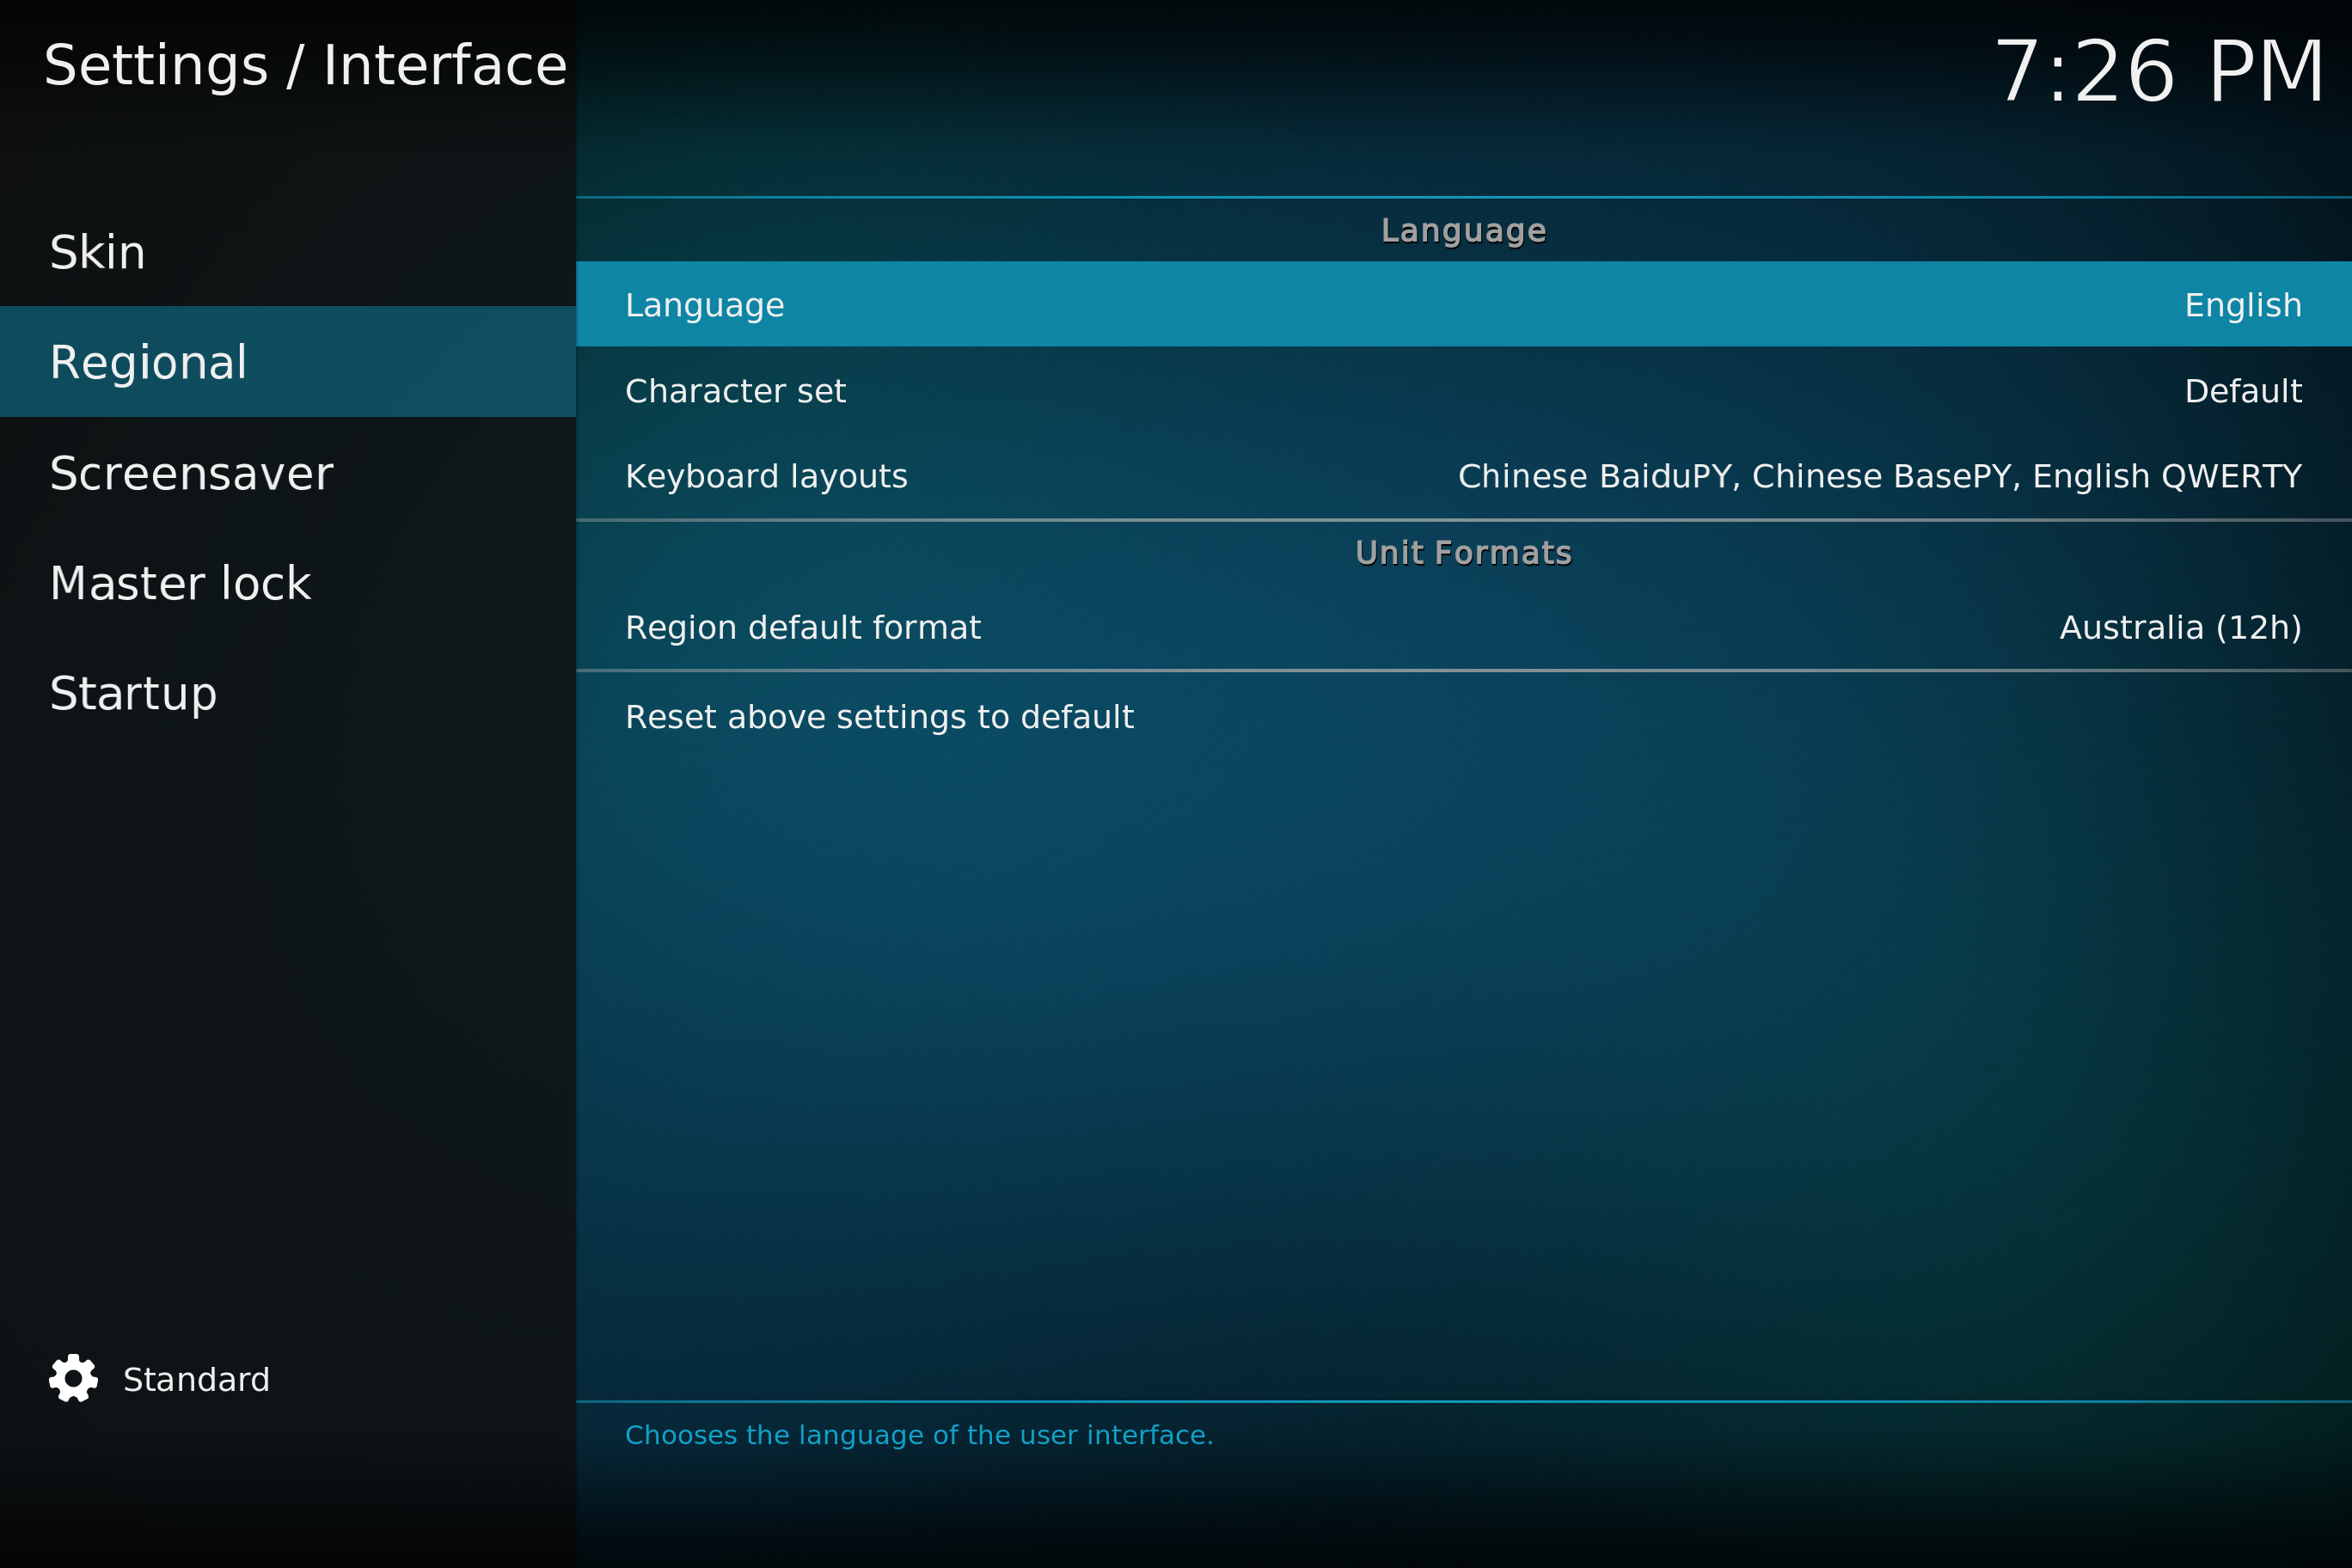 Settings / Interface
7:26 PM
Skin
Regional
Screensaver
Master lock
Startup
Standard
Language
Language English
Character set Default
Keyboard layouts Chinese BaiduPY, Chinese BasePY, English QWERTY
Unit Formats
Region default format Australia (12h)
Reset above settings to default
Chooses the language of the user interface.